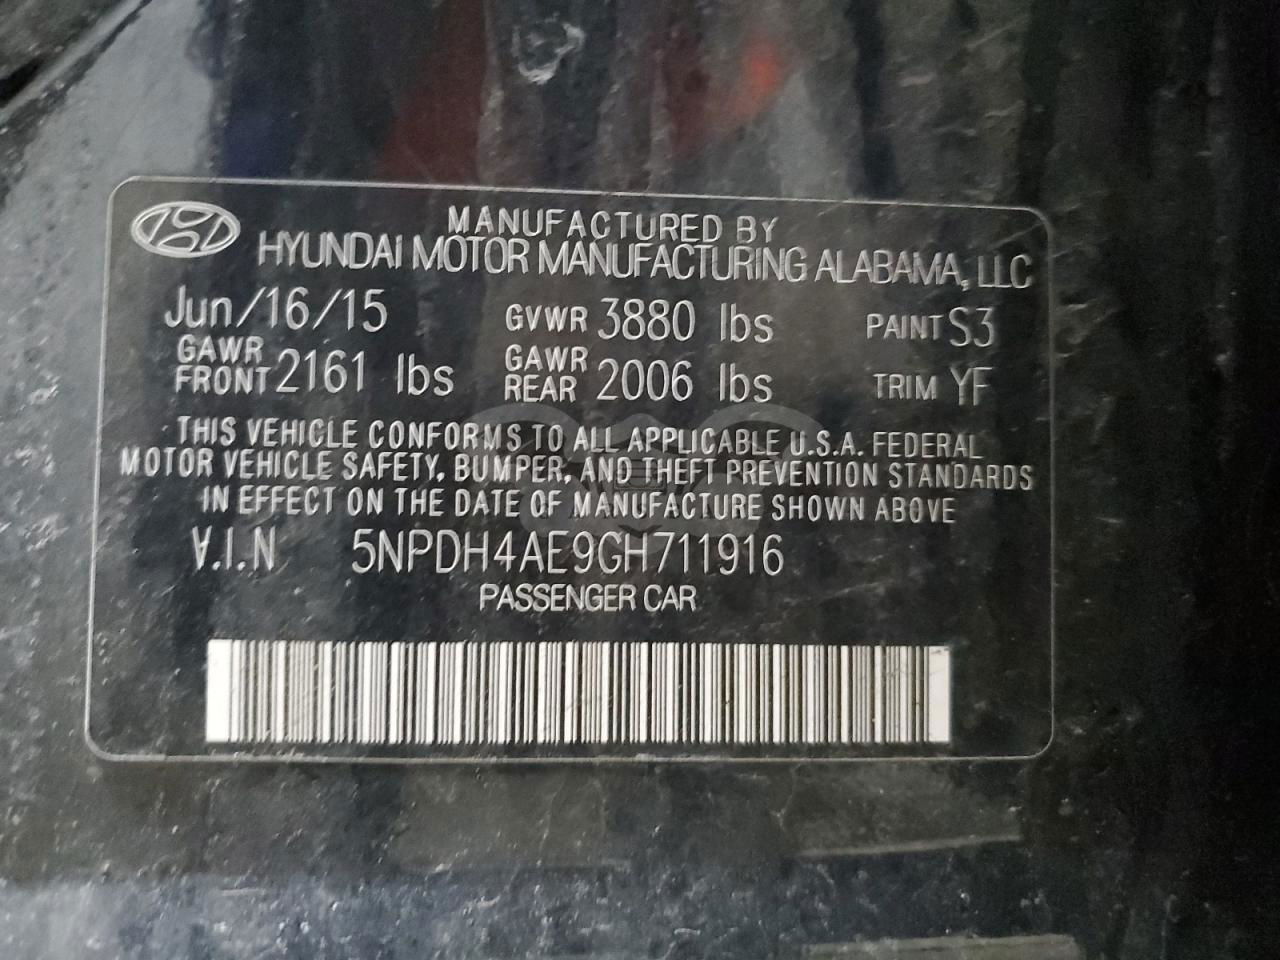 MANUFACTURED BY
HYUNDAI MOTOR MANUFACTURING ALABAMA, LLC
Jun/16/15 GVWR 3880 lbs PAINT S3
GAWR FRONT 2161 lbs GAWR REAR 2006 lbs TRIM YF
THIS VEHICLE CONFORMS TO ALL APPLICABLE U.S.A. FEDERAL
MOTOR VEHICLE SAFETY, BUMPER, AND THEFT PREVENTION STANDARDS
IN EFFECT ON THE DATE OF MANUFACTURE SHOWN ABOVE
V.I.N 5NPDH4AE9GH711916
PASSENGER CAR